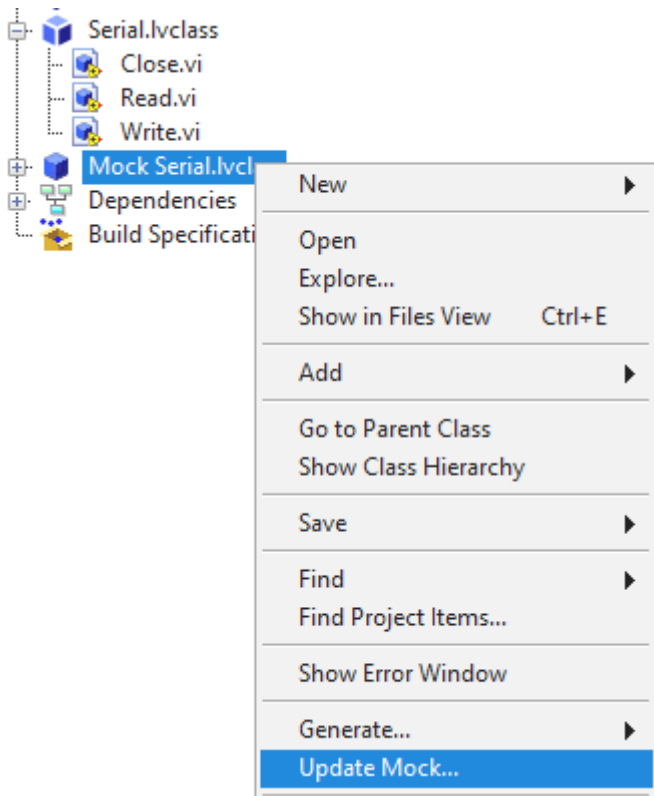 Serial.lvclass
Close.vi
Read.vi
Write.vi
Mock Serial.lvcl
Dependencies
Build Specificati
New
Open
Explore...
Show in Files View Ctrl+E
Add
Go to Parent Class
Show Class Hierarchy
Save
Find
Find Project Items...
Show Error Window
Generate...
Update Mock...